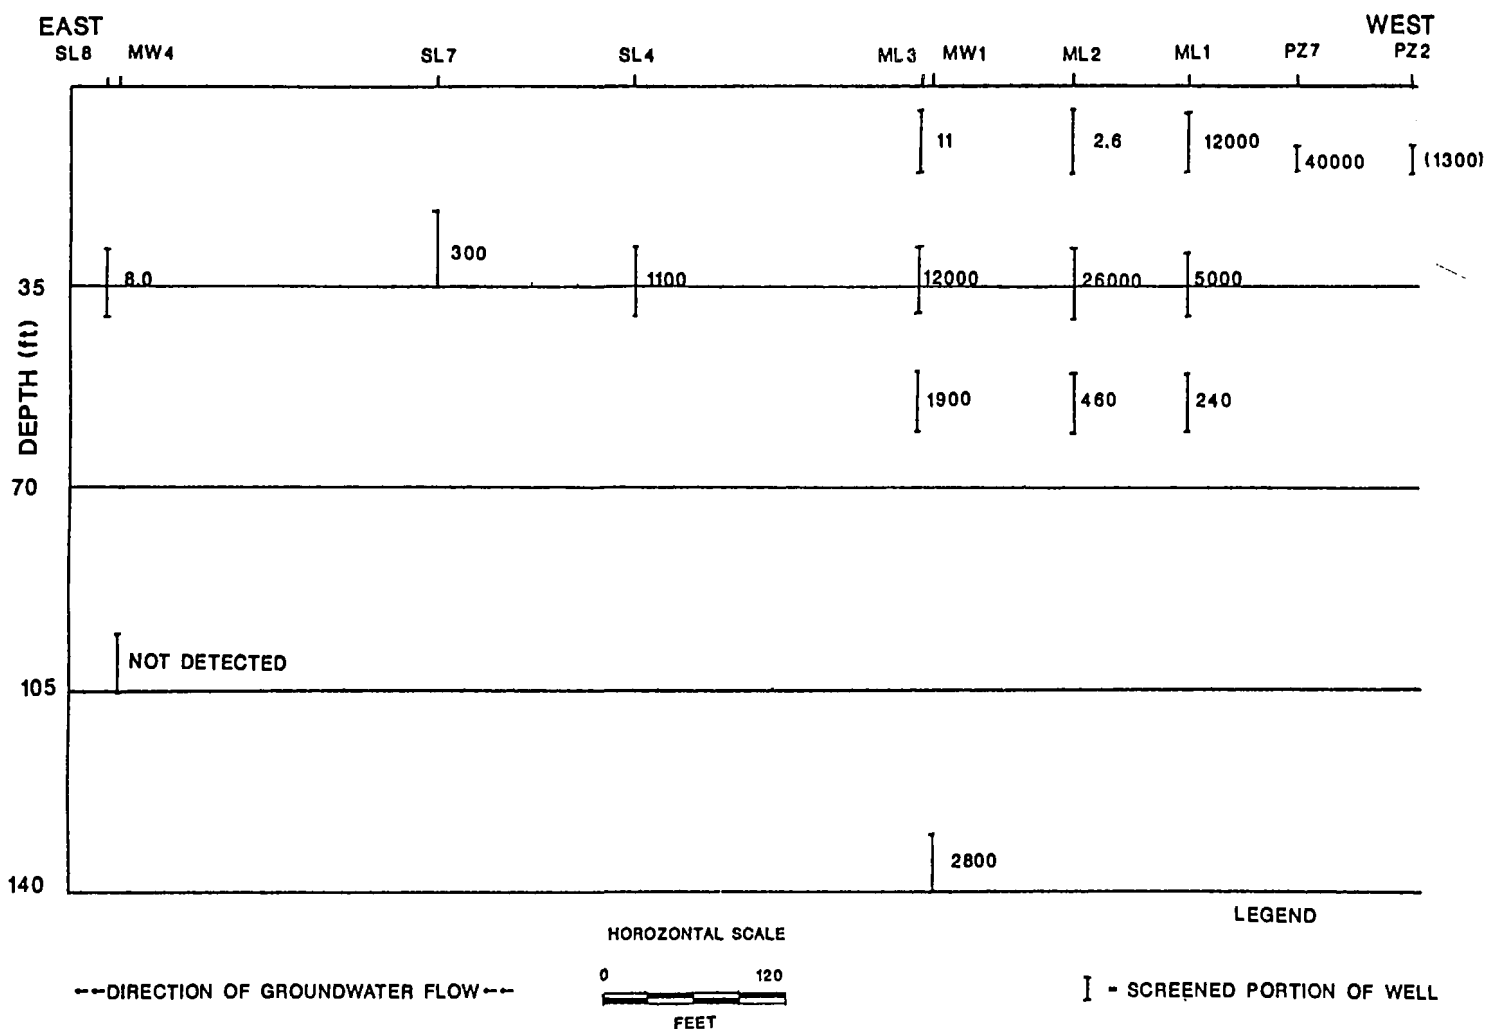 EAST WEST
SL8 MW4 SL7 SL4 ML3 MW1 ML2 ML1 PZ7 PZ2
11 2.6 12000 40000 (1300)
300
8.0 1100 12000 26000 5000
35
DEPTH (ft)
1900 460 240
70
NOT DETECTED
105
2800
140
LEGEND
HOROZONTAL SCALE
0 120
←-DIRECTION OF GROUNDWATER FLOW←-
FEET
I - SCREENED PORTION OF WELL